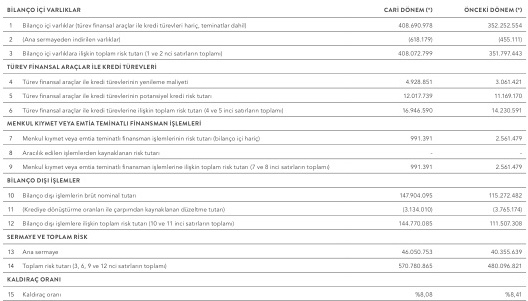 BİLANÇO İÇİ VARLIKLAR CARİ DÖNEM (*) ÖNCEKİ DÖNEM (*)
1 Bilanço içi varlıklar (türev finansal araçlar ile kredi türevleri hariç, teminatlar dahil) 408.690.978 352.252.554
2 (Ana sermayeden indirilen varlıklar) (618.179) (455.111)
3 Bilanço içi varlıklara ilişkin toplam risk tutarı (1 ve 2 nci satırların toplamı) 408.072.799 351.797.443
TÜREV FİNANSAL ARAÇLAR İLE KREDİ TÜREVLERİ
4 Türev finansal araçlar ile kredi türevlerinin yenileme maliyeti 4.928.851 3.061.421
5 Türev finansal araçlar ile kredi türevlerinin potansiyel kredi risk tutarı 12.017.739 11.169.170
6 Türev finansal araçlar ile kredi türevlerine ilişkin toplam risk tutarı (4 ve 5 inci satırların toplamı) 16.946.590 14.230.591
MENKUL KIYMET VEYA EMTİA TEMİNATLI FİNANSMAN İŞLEMLERİ
7 Menkul kıymet veya emtia teminatlı finansman işlemlerinin risk tutarı (bilanço içi hariç) 991.391 2.561.479
8 Aracılık edilen işlemlerden kaynaklanan risk tutarı - -
9 Menkul kıymet veya emtia teminatlı finansman işlemlerine ilişkin toplam risk tutarı (7 ve 8 inci satırların toplamı) 991.391 2.561.479
BİLANÇO DIŞI İŞLEMLER
10 Bilanço dışı işlemlerin brüt nominal tutarı 147.904.095 115.272.482
11 (Krediye dönüştürme oranları ile çarpımdan kaynaklanan düzeltme tutarı) (3.134.010) (3.765.174)
12 Bilanço dışı işlemlere ilişkin toplam risk tutarı (10 ve 11 inci satırların toplamı) 144.770.085 111.507.308
SERMAYE VE TOPLAM RİSK
13 Ana sermaye 46.050.753 40.355.639
14 Toplam risk tutarı (3, 6, 9 ve 12 nci satırların toplamı) 570.780.865 480.096.821
KALDIRAÇ ORANI
15 Kaldıraç oranı %8,08 %8,41